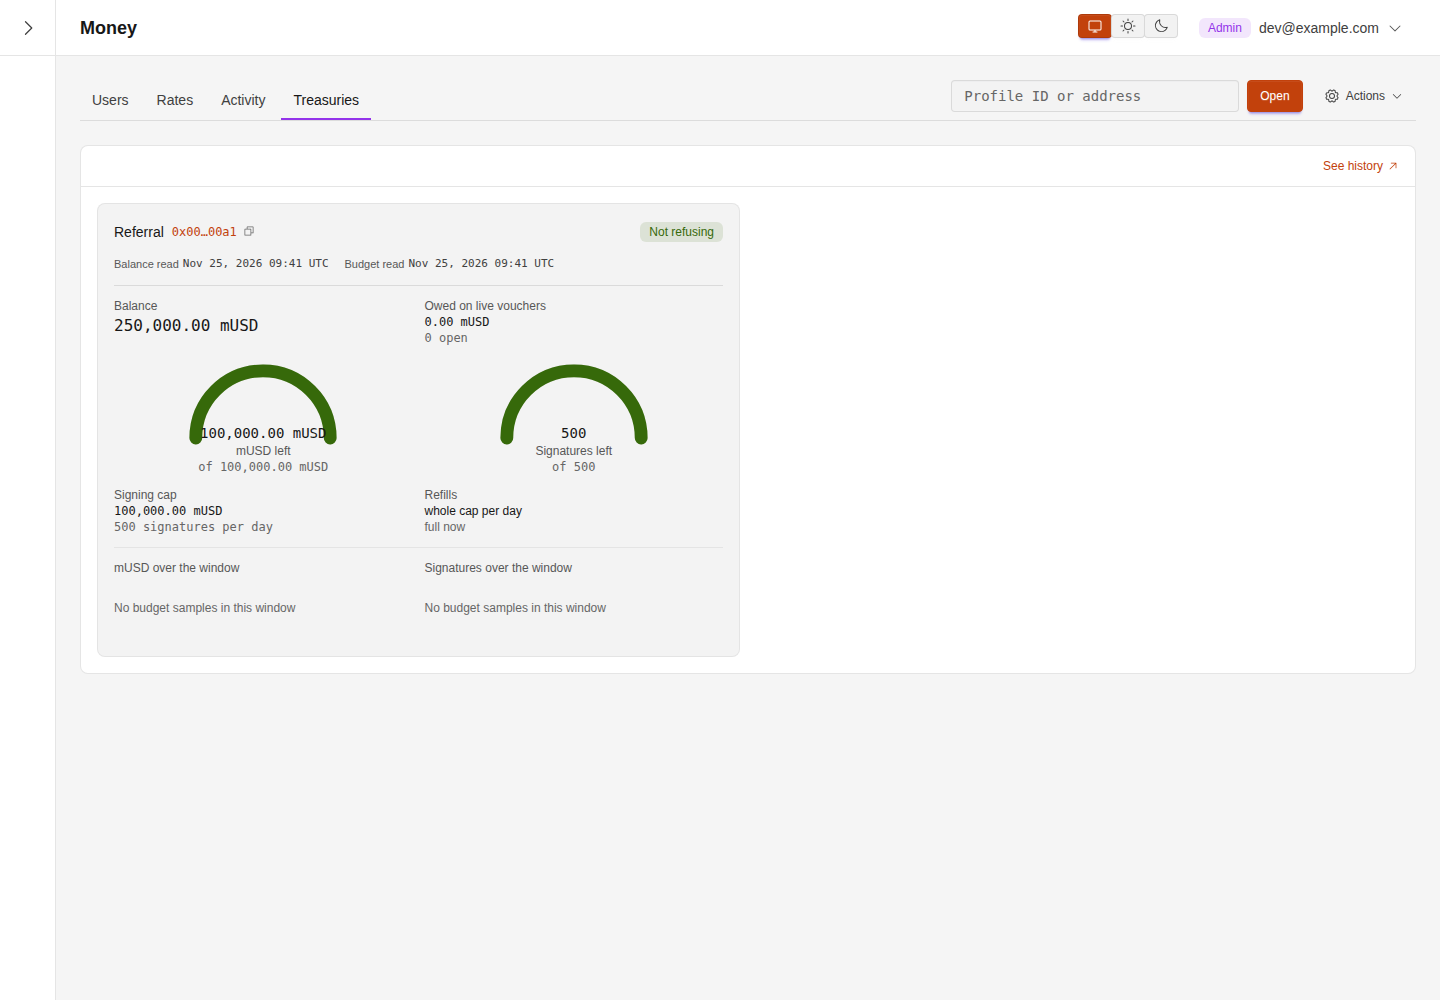 Money
Admin dev@example.com
Users Rates Activity Treasuries
Profile ID or address Open Actions
See history
Referral 0x00…00a1 Not refusing
Balance read Nov 25, 2026 09:41 UTC Budget read Nov 25, 2026 09:41 UTC
Balance Owed on live vouchers
250,000.00 mUSD 0.00 mUSD
0 open
100,000.00 mUSD 500
mUSD left Signatures left
of 100,000.00 mUSD of 500
Signing cap Refills
100,000.00 mUSD whole cap per day
500 signatures per day full now
mUSD over the window Signatures over the window
No budget samples in this window No budget samples in this window